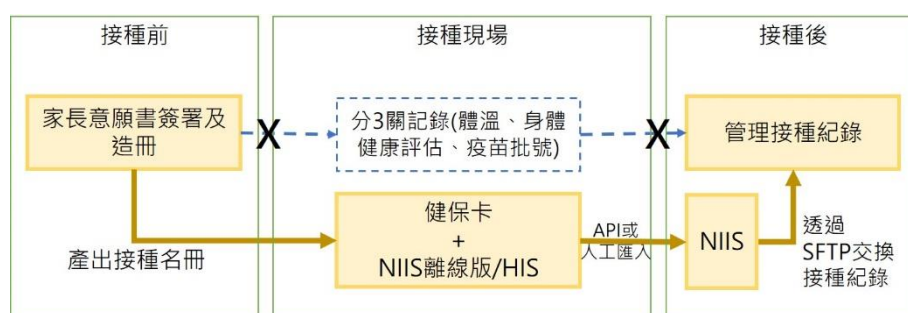 接種前
接種現場
接種後
家長意願書簽署及
造冊
X
分3關記錄(體溫、身體
健康評估、疫苗批號)
X
管理接種紀錄
產出接種名冊
健保卡
+
NIIS離線版/HIS
API或
人工匯入
NIIS
透過
SFTP交換
接種紀錄